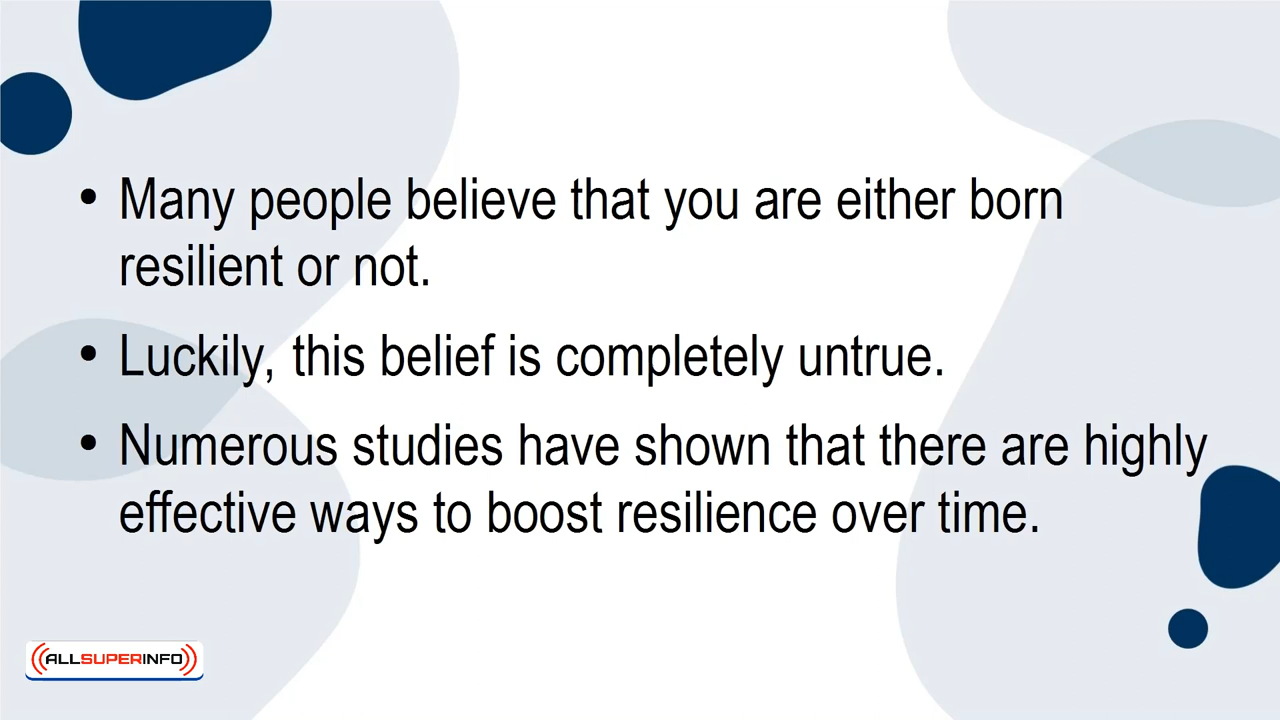 • Many people believe that you are either born
resilient or not.
• Luckily, this belief is completely untrue.
• Numerous studies have shown that there are highly
effective ways to boost resilience over time.
ALLSUPERINFO